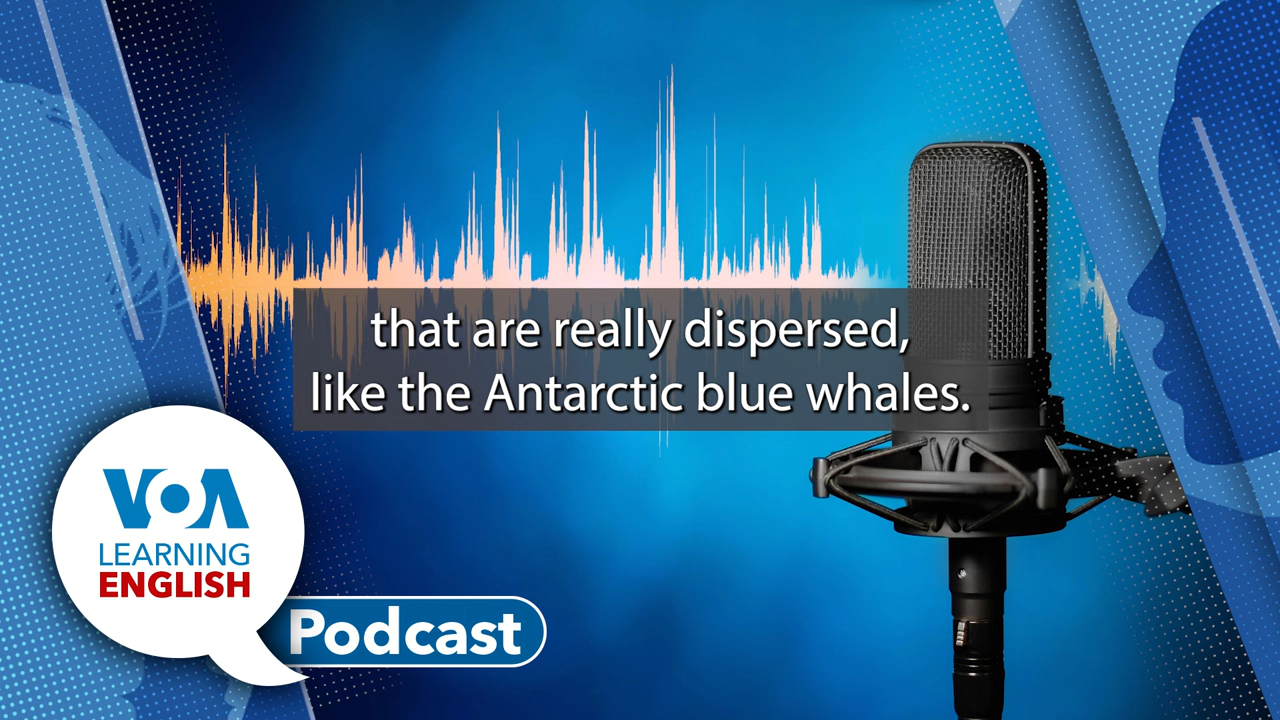 that are really dispersed,
like the Antarctic blue whales.
VOA
LEARNING
ENGLISH
Podcast